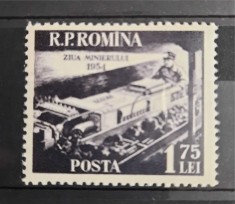 R.P.ROMINA
ZIUA MINERULUI
1954
POSTA
1 75
LEI